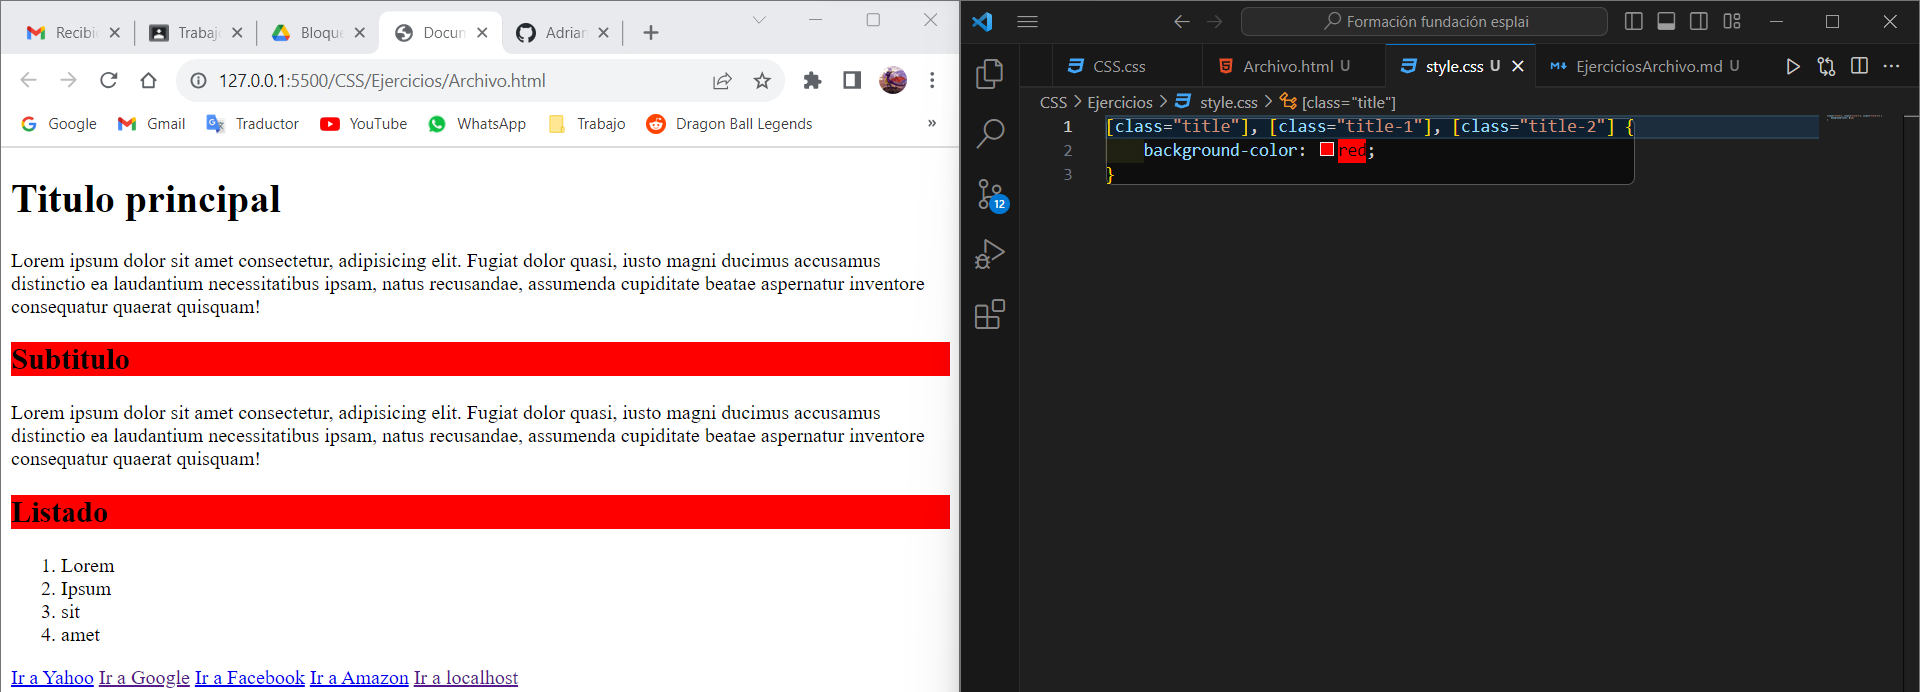 Recibi
Trabaj
Bloque
Docum
Adrian
127.0.0.1:5500/CSS/Ejercicios/Archivo.html
Google
Gmail
Traductor
YouTube
WhatsApp
Trabajo
Dragon Ball Legends
»
Titulo principal
Lorem ipsum dolor sit amet consectetur, adipisicing elit. Fugiat dolor quasi, iusto magni ducimus accusamus
distinctio ea laudantium necessitatibus ipsam, natus recusandae, assumenda cupiditate beatae aspernatur inventore
consequatur quaerat quisquam!
Subtitulo
Lorem ipsum dolor sit amet consectetur, adipisicing elit. Fugiat dolor quasi, iusto magni ducimus accusamus
distinctio ea laudantium necessitatibus ipsam, natus recusandae, assumenda cupiditate beatae aspernatur inventore
consequatur quaerat quisquam!
Listado
1. Lorem
2. Ipsum
3. sit
4. amet
Ir a Yahoo Ir a Google Ir a Facebook Ir a Amazon Ir a localhost
Formación fundación esplai
12
CSS.css
Archivo.html U
style.css U
EjerciciosArchivo.md U
CSS > Ejercicios > style.css > [class="title"]
1 [class="title"], [class="title-1"], [class="title-2"] {
2 background-color: red;
3 }